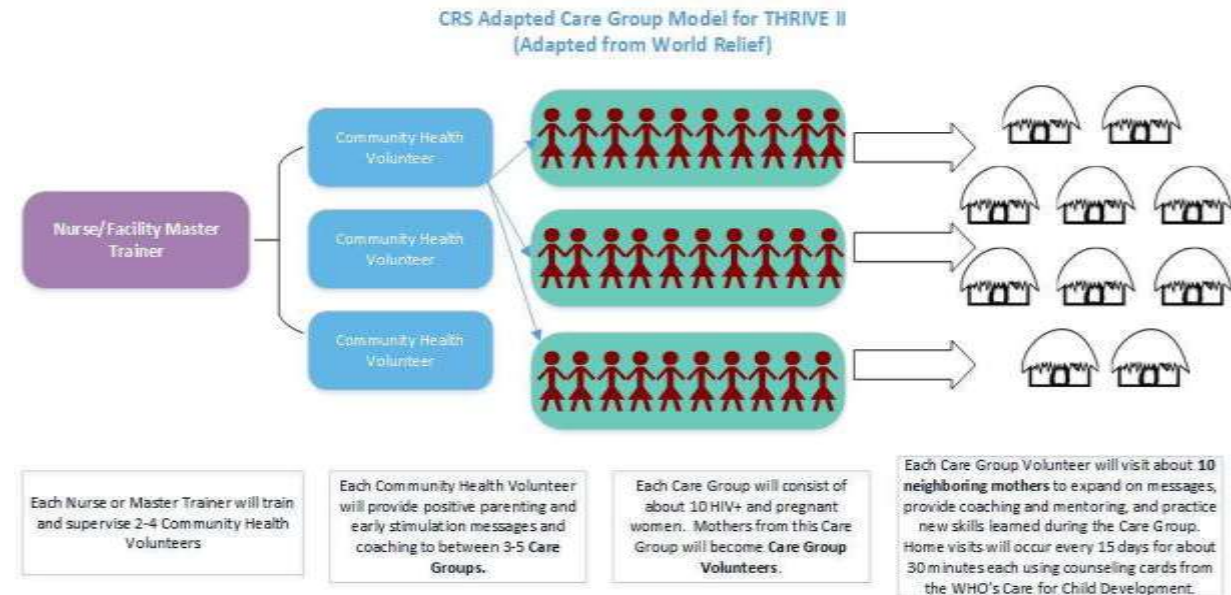 CRS Adapted Care Group Model for THRIVE II
(Adapted from World Relief)
Nurse/Facility Master
Trainer
Community Health
Volunteer
Community Health
Volunteer
Community Health
Volunteer
Each Nurse or Master Trainer will train
and supervise 2-4 Community Health
Volunteers
Each Community Health Volunteer
will provide positive parenting and
early stimulation messages and
coaching to between 3-5 Care
Groups.
Each Care Group will consist of
about 10 HIV+ and pregnant
women. Mothers from this Care
Group will become Care Group
Volunteers.
Each Care Group Volunteer will visit about 10
neighboring mothers to expand on messages,
provide coaching and mentoring, and practice
new skills learned during the Care Group.
Home visits will occur every 15 days for about
30 minutes each using counseling cards from
the WHO's Care for Child Development.